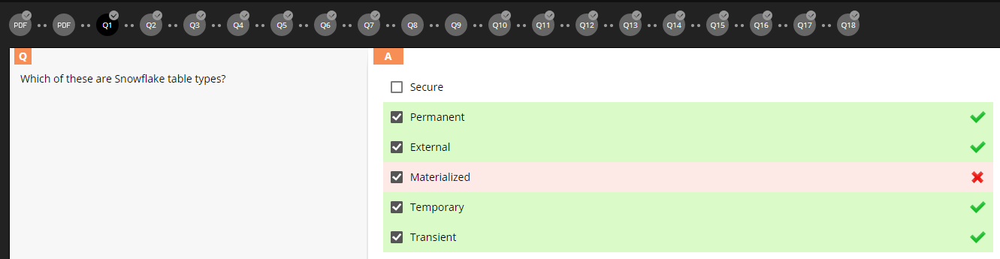 PDF PDF Q1 Q2 Q3 Q4 Q5 Q6 Q7 Q8 Q9 Q10 Q11 Q12 Q13 Q14 Q15 Q16 Q17 Q18
Q
Which of these are Snowflake table types?
A
Secure
Permanent
External
Materialized
Temporary
Transient